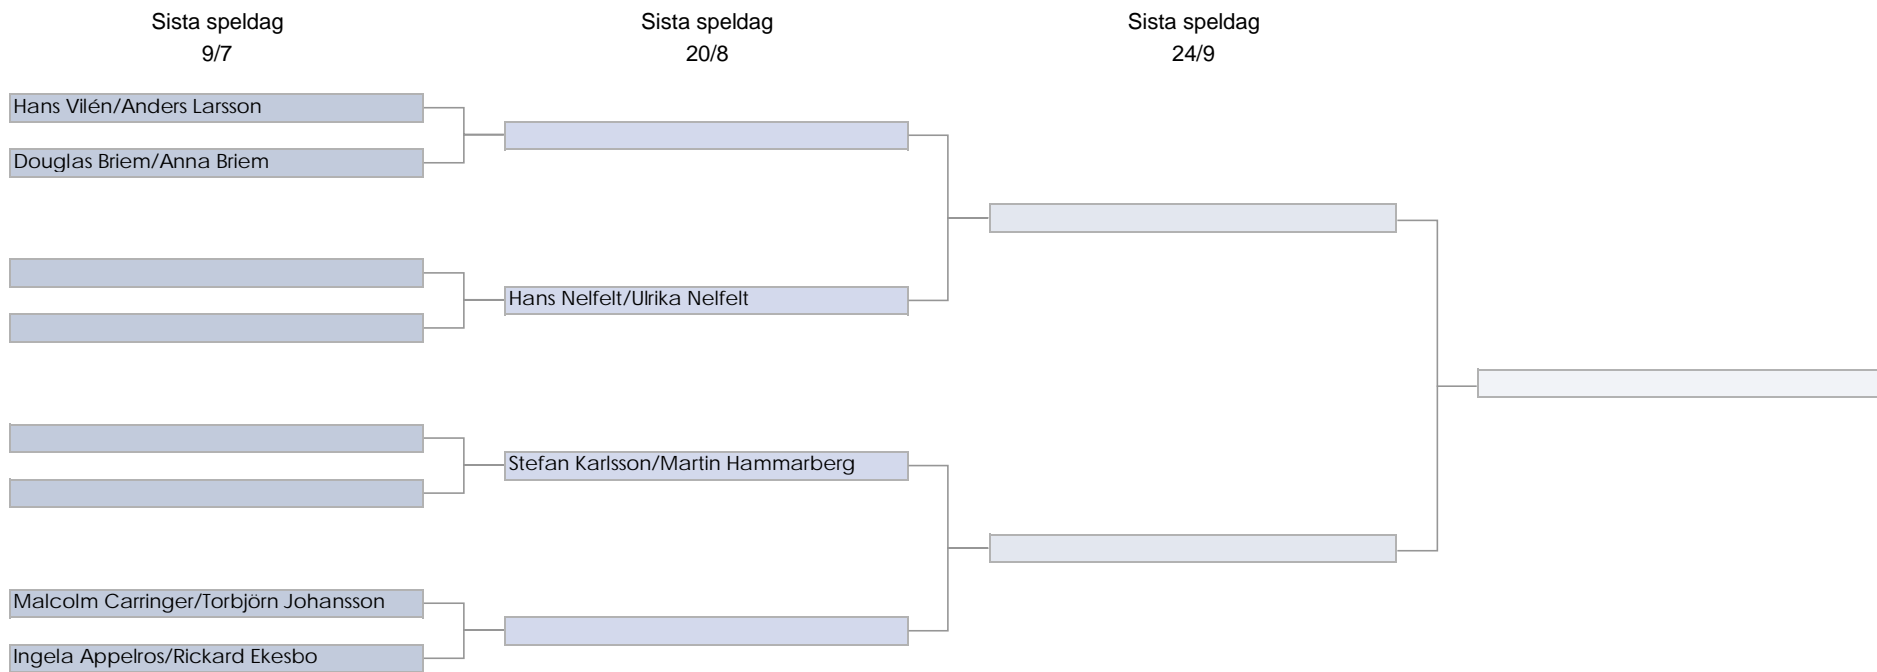 Sista speldag
9/7
Sista speldag
20/8
Sista speldag
24/9
Hans Vilén/Anders Larsson
Douglas Briem/Anna Briem
Hans Nelfelt/Ulrika Nelfelt
Stefan Karlsson/Martin Hammarberg
Malcolm Carringer/Torbjörn Johansson
Ingela Appelros/Rickard Ekesbo